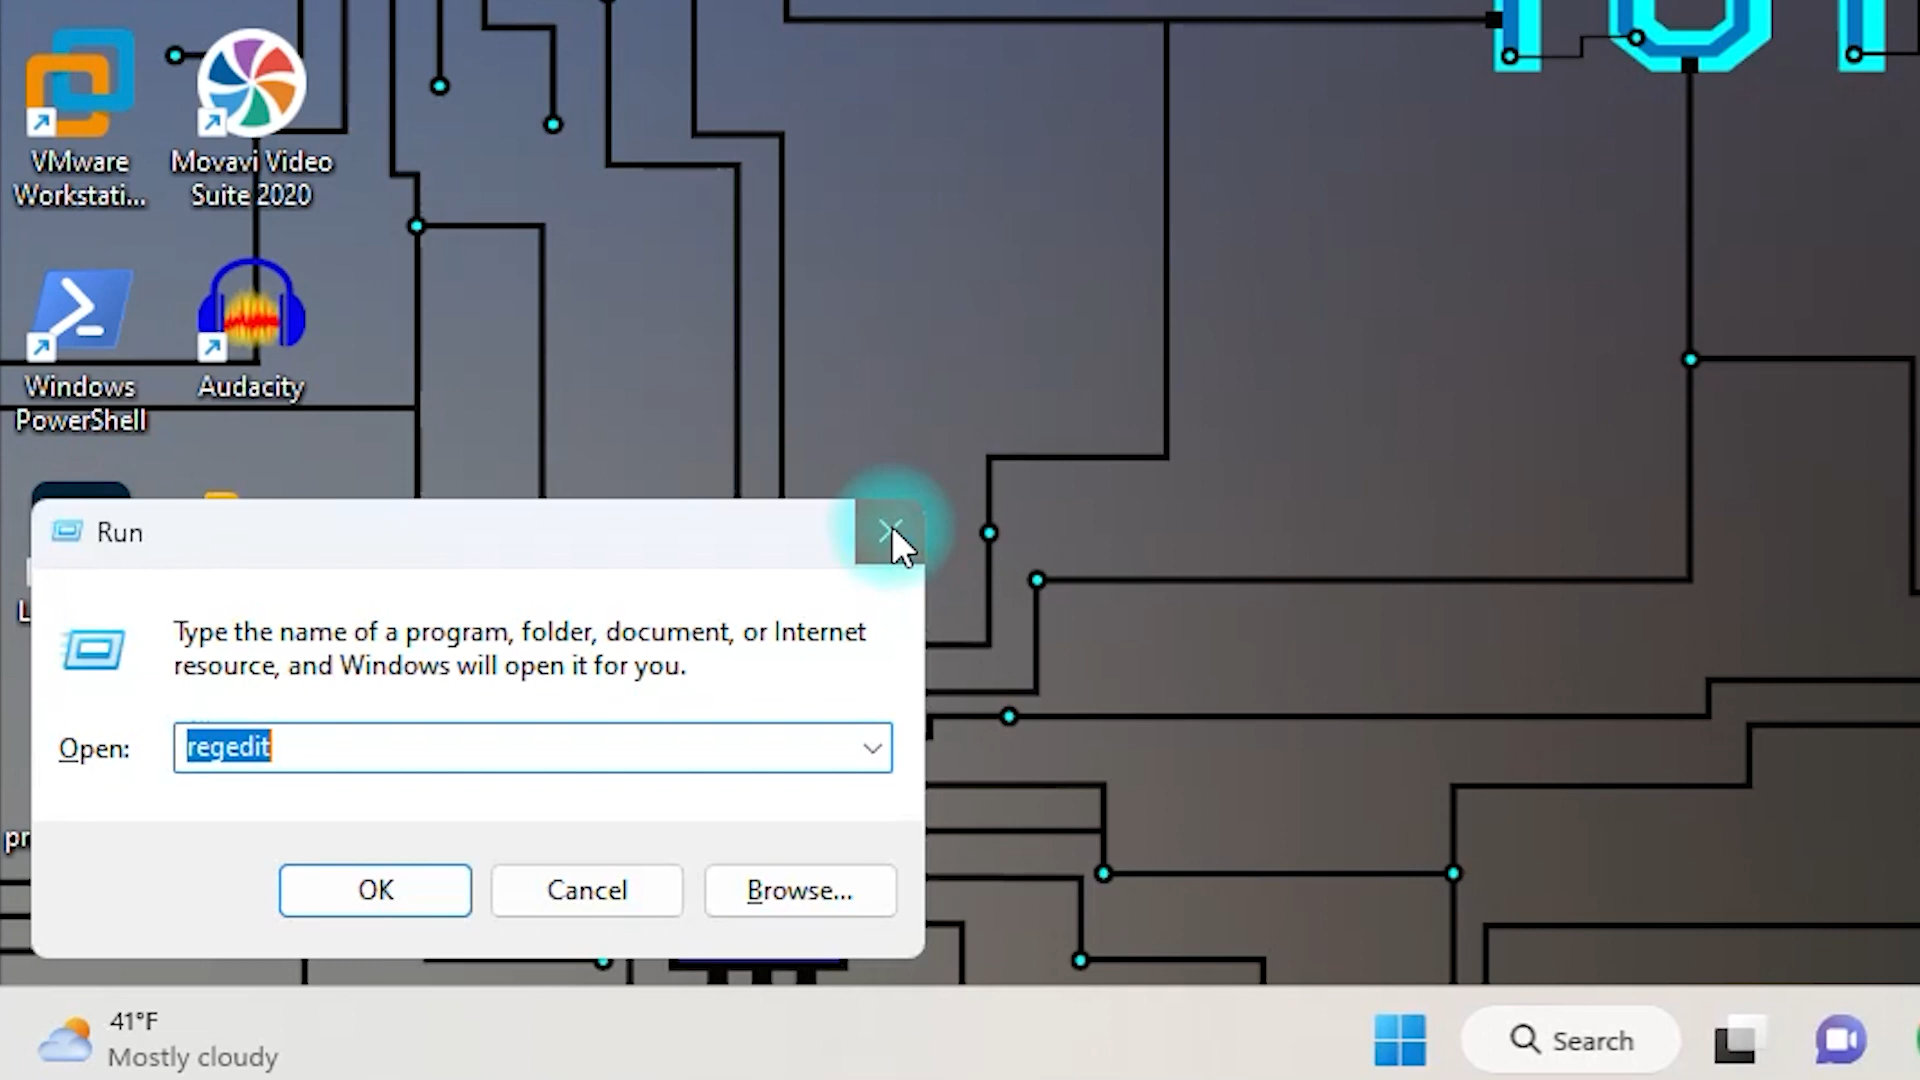 VMware
Workstati...
Movavi Video
Suite 2020
Windows
PowerShell
Audacity
L
pr
Run
Type the name of a program, folder, document, or Internet
resource, and Windows will open it for you.
Open:
regedit
OK
Cancel
Browse...
41°F
Mostly cloudy
Search